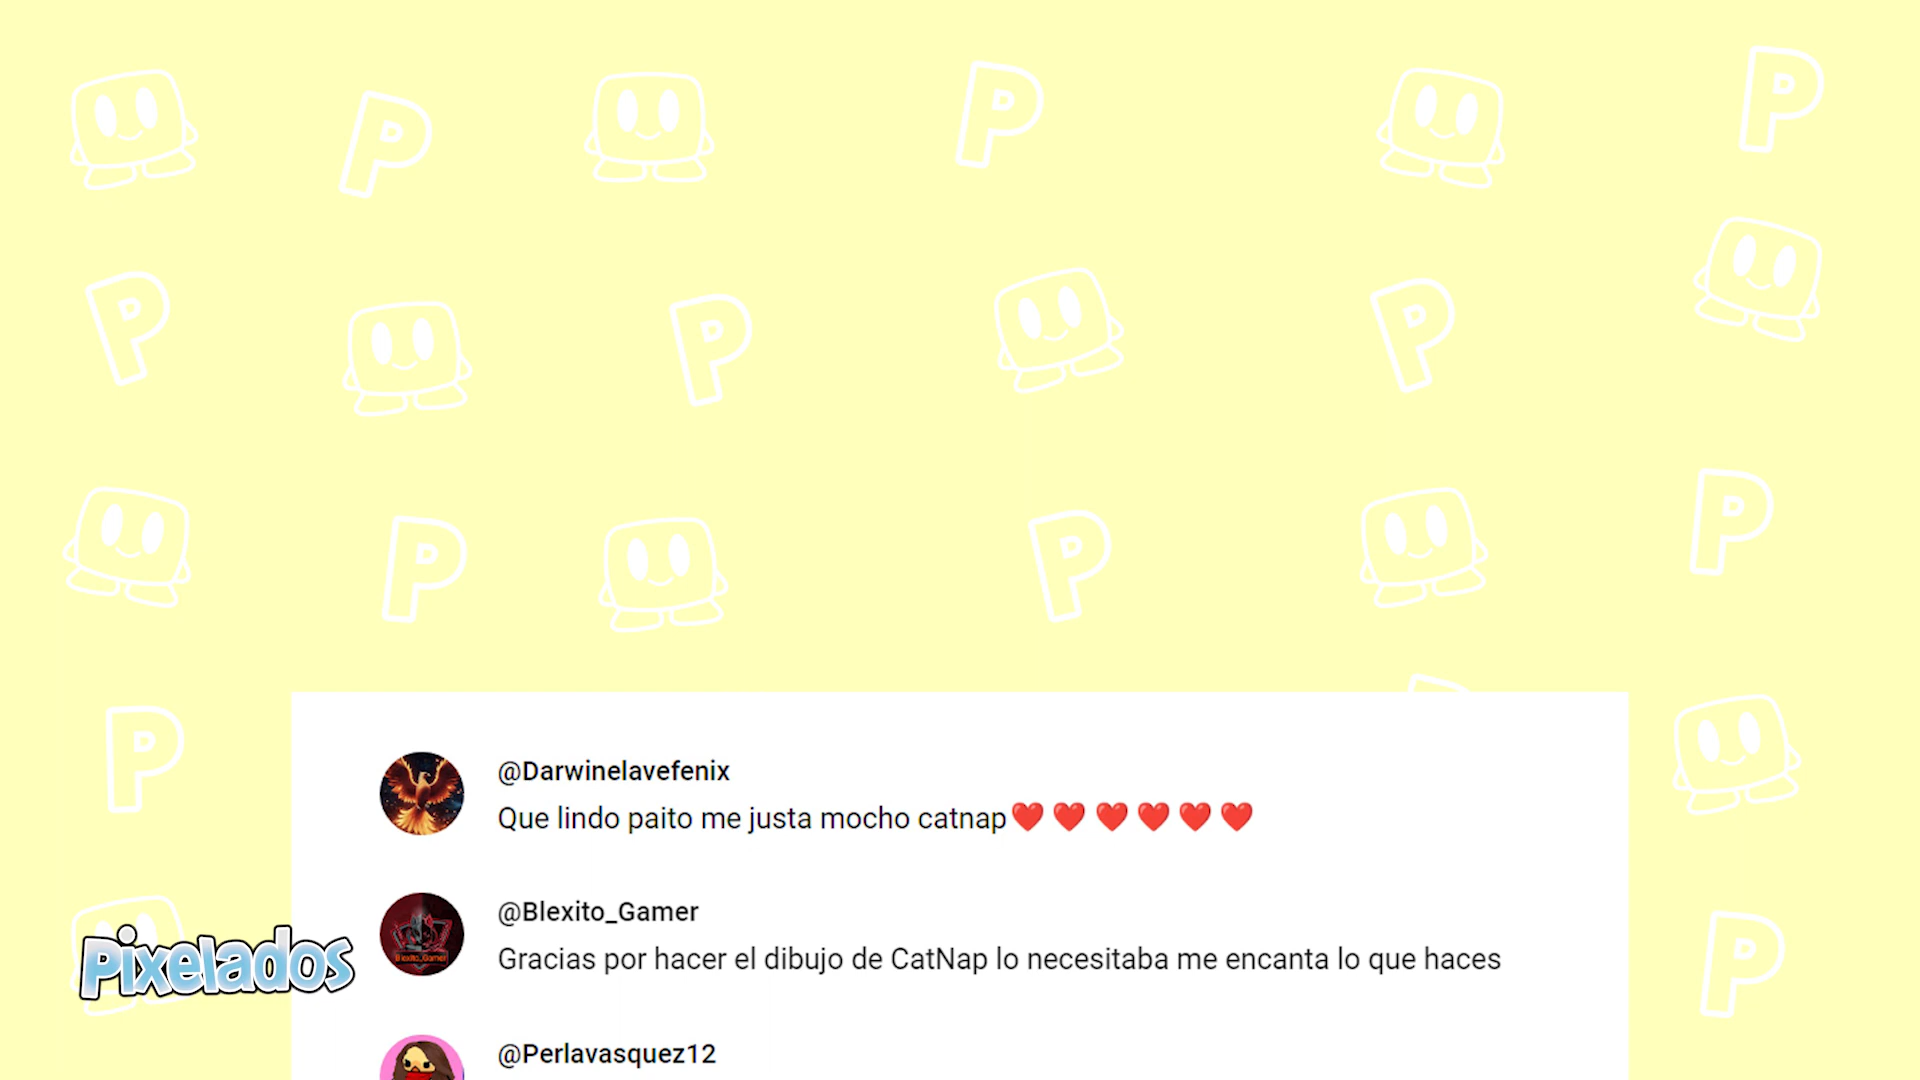 @Darwinelavefenix
Que lindo paito me justa mocho catnap❤️❤️❤️❤️❤️❤️
@Blexito_Gamer
Gracias por hacer el dibujo de CatNap lo necesitaba me encanta lo que haces
Pixelados
@Perlavasquez12